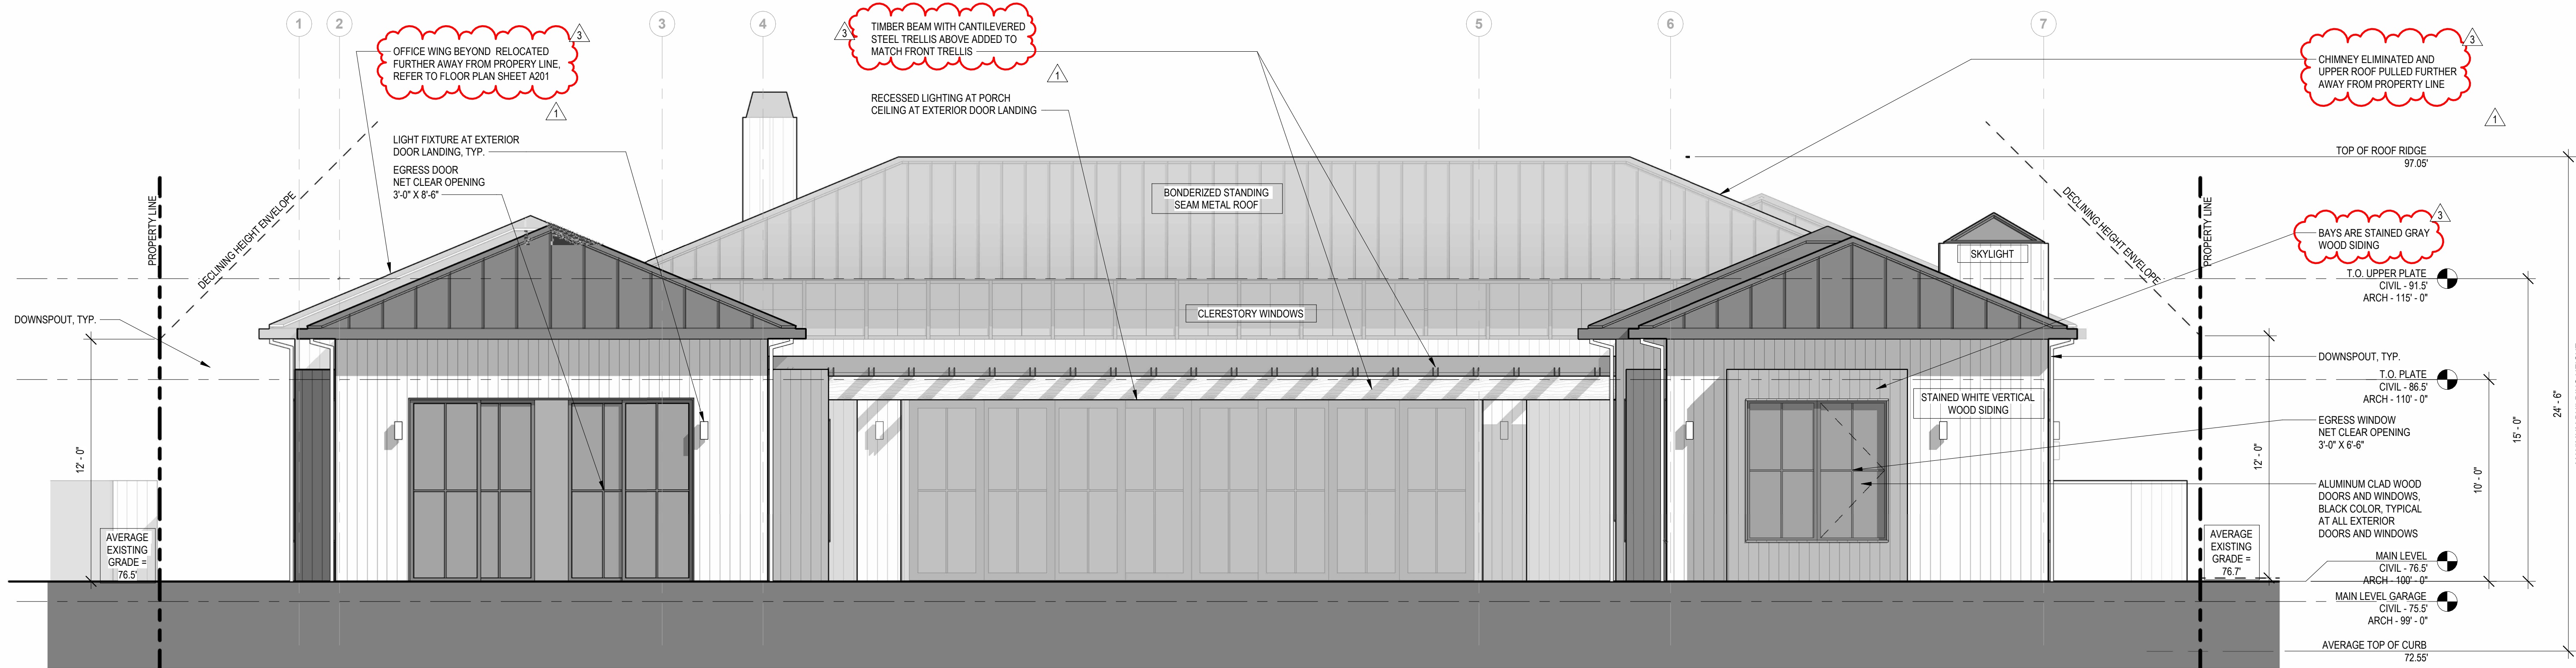 1
2
3
4
5
6
7
OFFICE WING BEYOND RELOCATED
FURTHER AWAY FROM PROPERY LINE,
REFER TO FLOOR PLAN SHEET A201
3
1
LIGHT FIXTURE AT EXTERIOR
DOOR LANDING, TYP.
EGRESS DOOR
NET CLEAR OPENING
3'-0" X 8'-6"
3
TIMBER BEAM WITH CANTILEVERED
STEEL TRELLIS ABOVE ADDED TO
MATCH FRONT TRELLIS
1
RECESSED LIGHTING AT PORCH
CEILING AT EXTERIOR DOOR LANDING
3
CHIMNEY ELIMINATED AND
UPPER ROOF PULLED FURTHER
AWAY FROM PROPERTY LINE
1
TOP OF ROOF RIDGE
97.05'
PROPERTY LINE
DECLINING HEIGHT ENVELOPE
BONDERIZED STANDING
SEAM METAL ROOF
DECLINING HEIGHT ENVELOPE
PROPERTY LINE
3
BAYS ARE STAINED GRAY
WOOD SIDING
SKYLIGHT
T.O. UPPER PLATE
CIVIL - 91.5'
ARCH - 115' - 0"
CLERESTORY WINDOWS
DOWNSPOUT, TYP.
DOWNSPOUT, TYP.
T.O. PLATE
CIVIL - 86.5'
ARCH - 110' - 0"
STAINED WHITE VERTICAL
WOOD SIDING
EGRESS WINDOW
NET CLEAR OPENING
3'-0" X 6'-6"
12' - 0"
12' - 0"
10' - 0"
15' - 0"
24' - 6"
ALUMINUM CLAD WOOD
DOORS AND WINDOWS,
BLACK COLOR, TYPICAL
AT ALL EXTERIOR
DOORS AND WINDOWS
AVERAGE
EXISTING
GRADE =
76.5'
AVERAGE
EXISTING
GRADE =
76.7'
MAIN LEVEL
CIVIL - 76.5'
ARCH - 100' - 0"
MAIN LEVEL GARAGE
CIVIL - 75.5'
ARCH - 99' - 0"
AVERAGE TOP OF CURB
72.55'